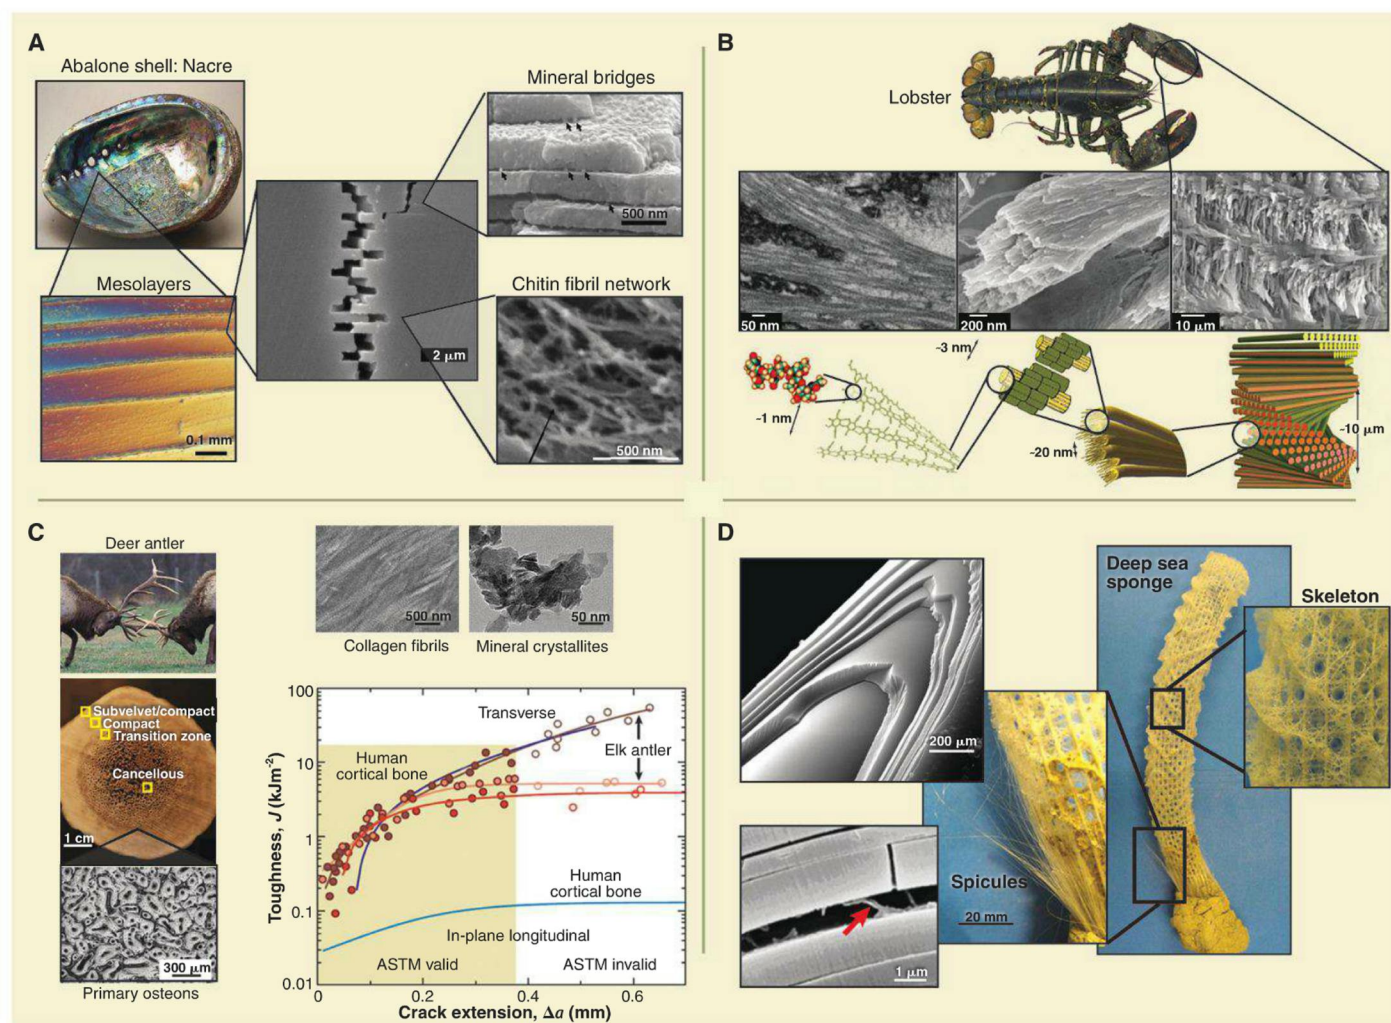 A
Abalone shell: Nacre
Mineral bridges
500 nm
Mesolayers
0.1 mm
2 μm
Chitin fibril network
500 nm
B
Lobster
50 nm
200 nm
10 μm
~1 nm
~3 nm
~20 nm
~10 μm
C
Deer antler
Subvelvet/compact
Compact
Transition zone
Cancellous
1 cm
300 μm
Primary osteons
500 nm
Collagen fibrils
50 nm
Mineral crystallites
Toughness, J (kJm-2)
100
10
1
0.1
0.01
Transverse
Elk antler
Human
cortical bone
Human
cortical bone
In-plane longitudinal
ASTM valid
ASTM invalid
0
0.2
0.4
0.6
Crack extension, Δa (mm)
D
200 μm
Deep sea
sponge
Skeleton
Spicules
20 mm
1 μm